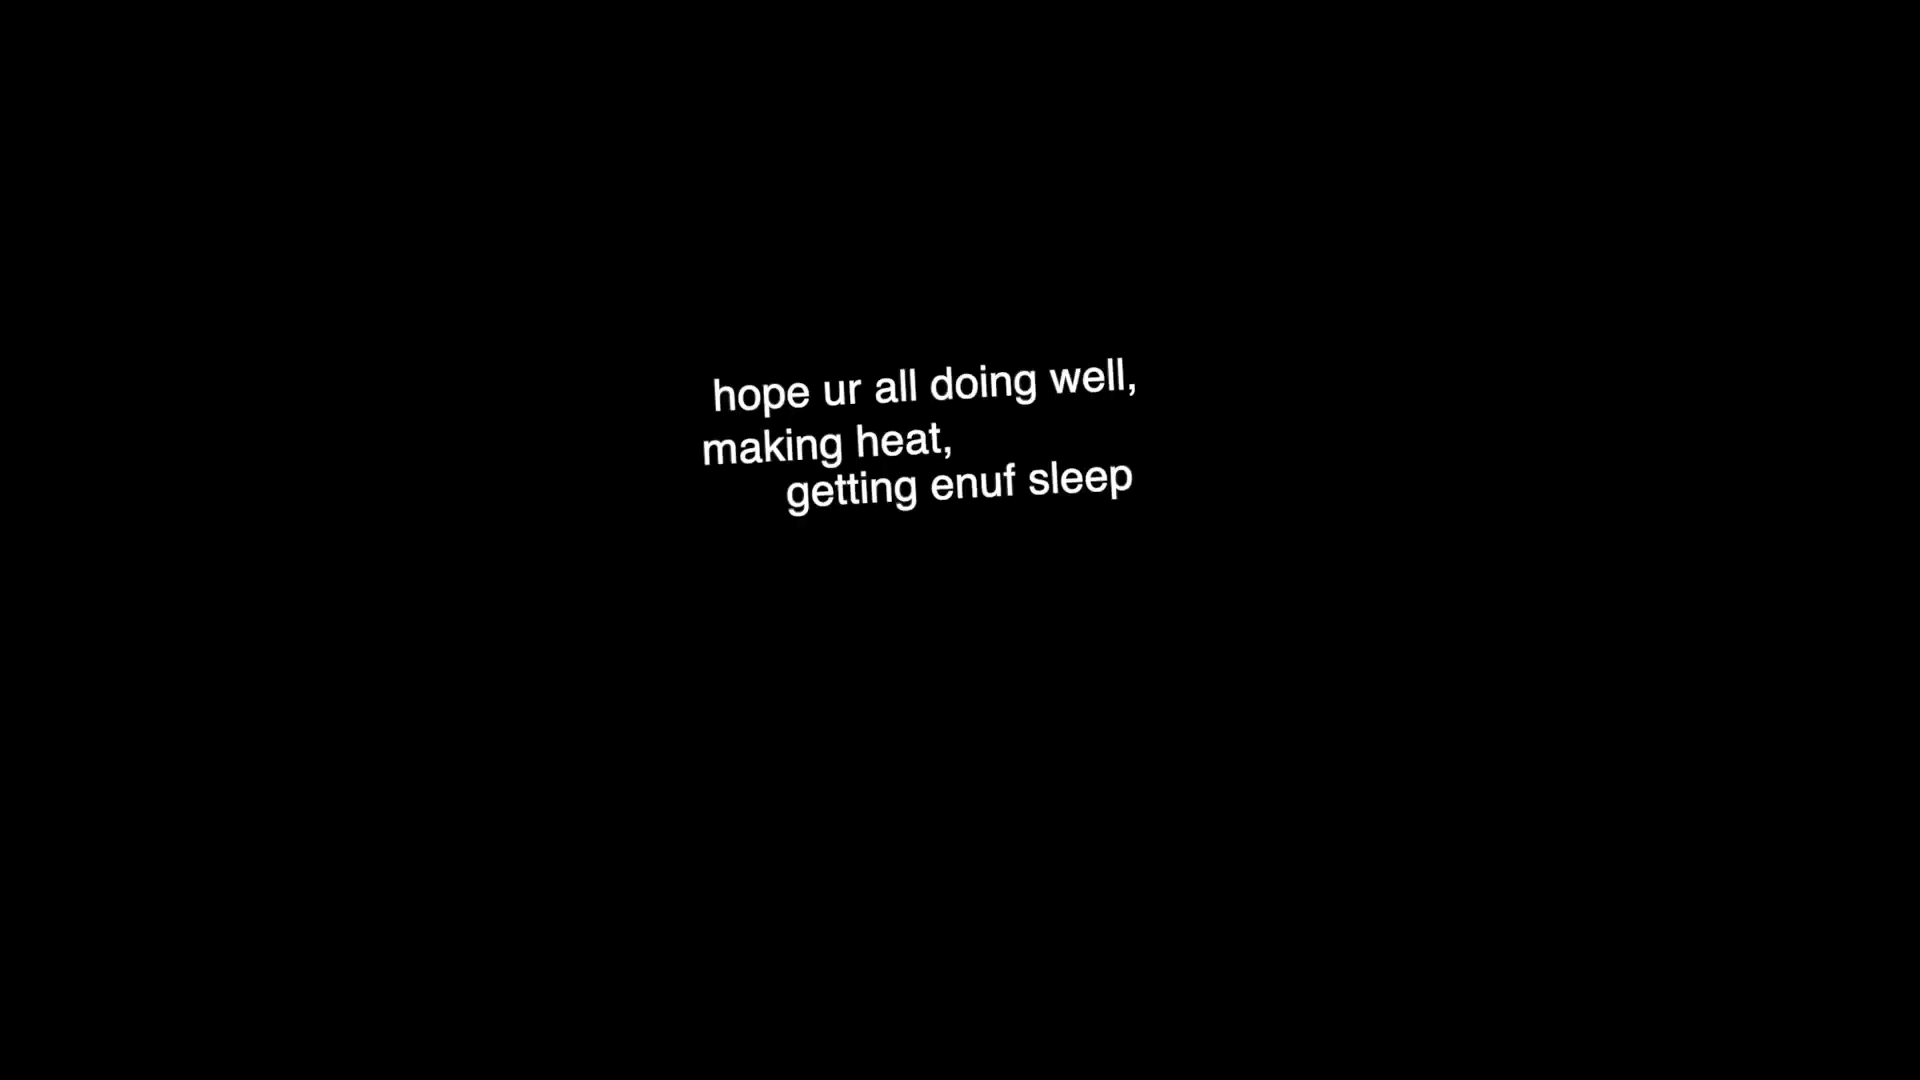 hope ur all doing well,
making heat,
getting enuf sleep